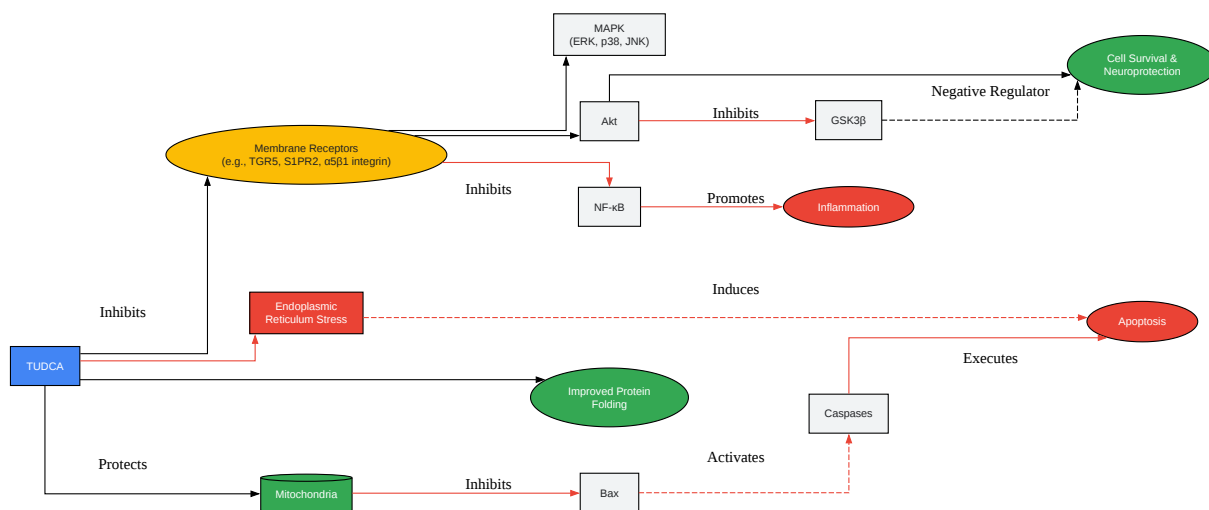 MAPK
(ERK, p38, JNK)
Cell Survival &
Neuroprotection
Negative Regulator
Akt
Inhibits
GSK3β
Membrane Receptors
(e.g., TGR5, S1PR2, α5β1 integrin)
Inhibits
NF-κB
Promotes
Inflammation
Induces
Inhibits
Endoplasmic
Reticulum Stress
Apoptosis
Executes
TUDCA
Improved Protein
Folding
Caspases
Protects
Activates
Mitochondria
Inhibits
Bax